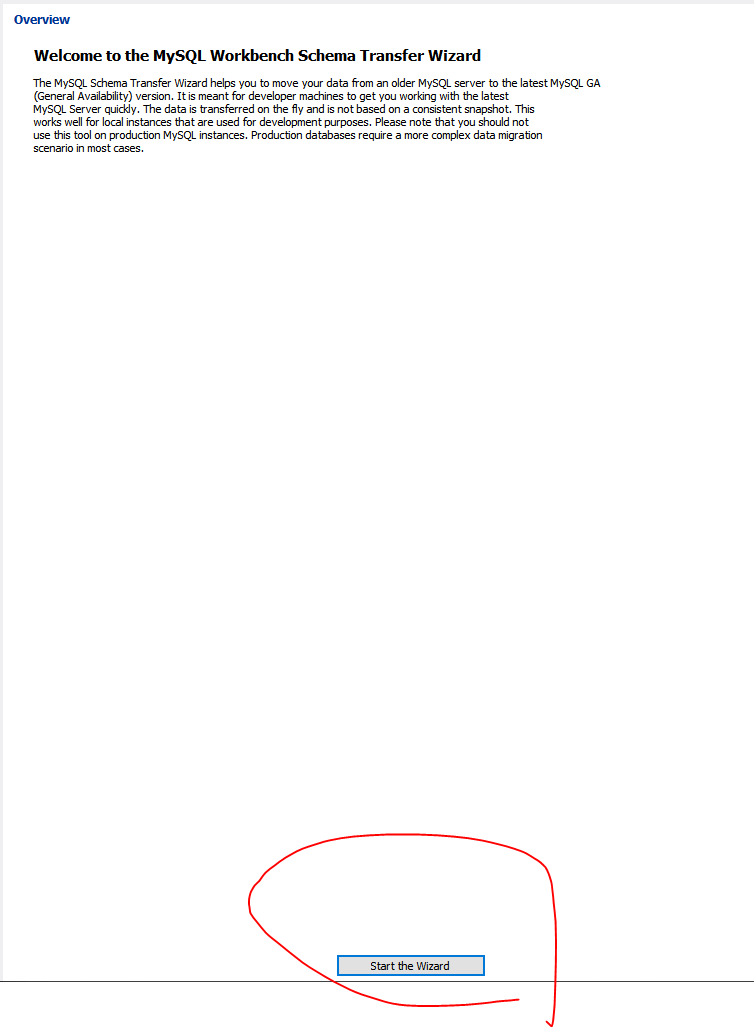 Overview
Welcome to the MySQL Workbench Schema Transfer Wizard
The MySQL Schema Transfer Wizard helps you to move your data from an older MySQL server to the latest MySQL GA
(General Availability) version. It is meant for developer machines to get you working with the latest
MySQL Server quickly. The data is transferred on the fly and is not based on a consistent snapshot. This
works well for local instances that are used for development purposes. Please note that you should not
use this tool on production MySQL instances. Production databases require a more complex data migration
scenario in most cases.
Start the Wizard